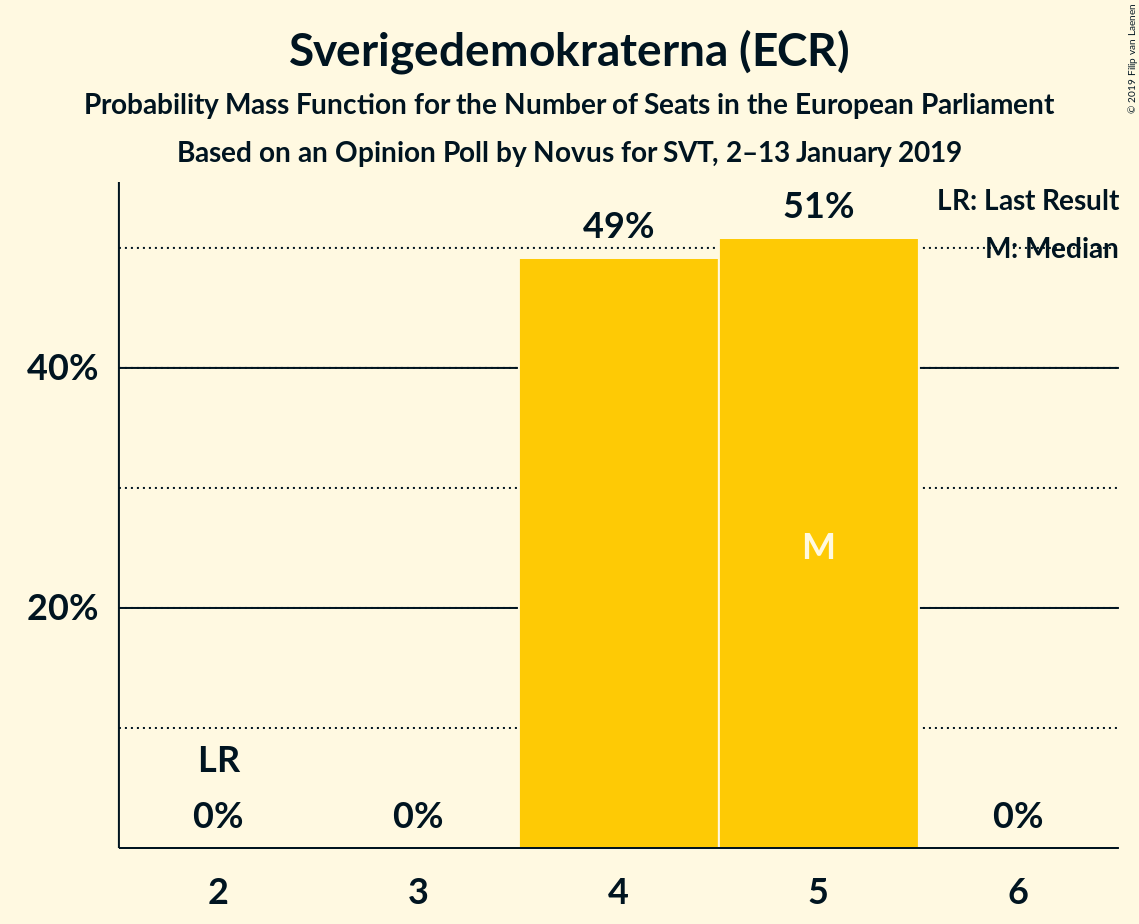 Sverigedemokraterna (ECR)
Probability Mass Function for the Number of Seats in the European Parliament
Based on an Opinion Poll by Novus for SVT, 2–13 January 2019
© 2019 Filip van Laenen
LR: Last Result
M: Median
49%
51%
40%
20%
M
LR
0%
0%
0%
2
3
4
5
6